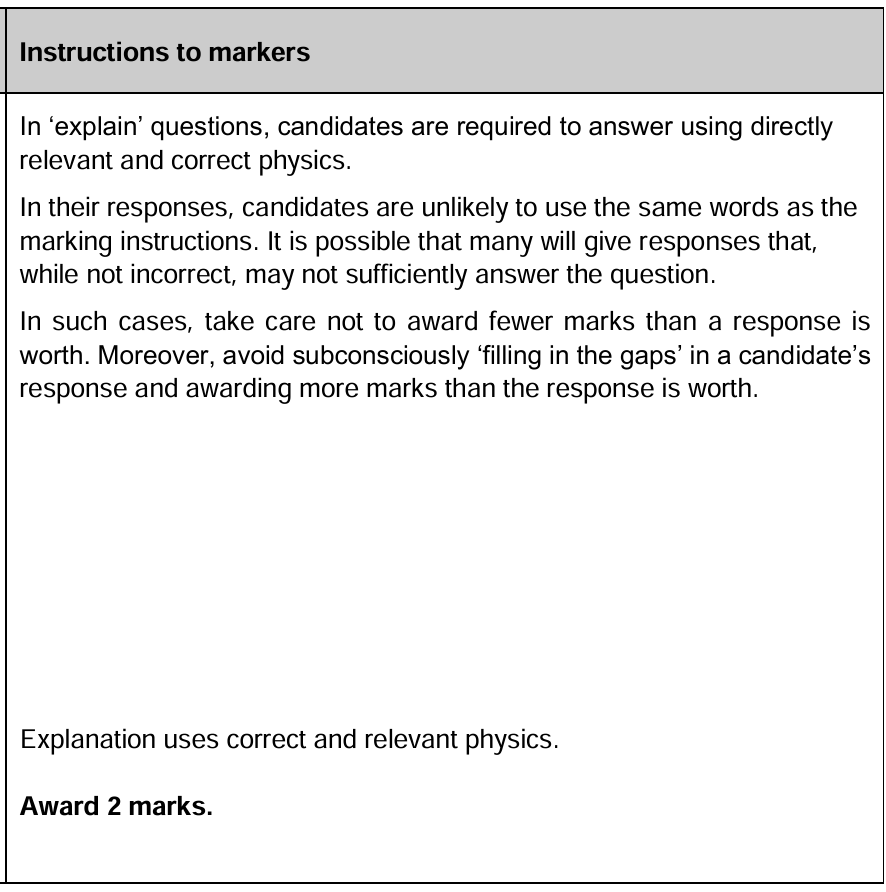 Instructions to markers
In ‘explain’ questions, candidates are required to answer using directly
relevant and correct physics.
In their responses, candidates are unlikely to use the same words as the
marking instructions. It is possible that many will give responses that,
while not incorrect, may not sufficiently answer the question.
In such cases, take care not to award fewer marks than a response is
worth. Moreover, avoid subconsciously ‘filling in the gaps’ in a candidate’s
response and awarding more marks than the response is worth.
Explanation uses correct and relevant physics.
Award 2 marks.